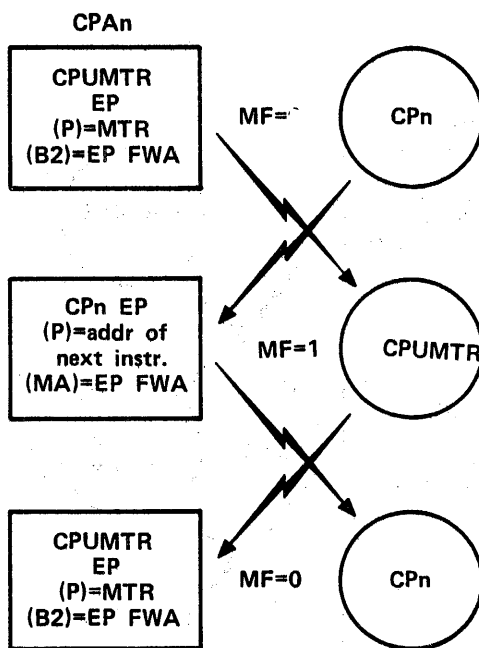 CPAn
CPUMTR
EP
(P)=MTR
(B2)=EP FWA
MF=
CPn
CPn EP
(P)=addr of
next instr.
(MA)=EP FWA
MF=1
CPUMTR
CPUMTR
EP
(P)=MTR
(B2)=EP FWA
MF=0
CPn